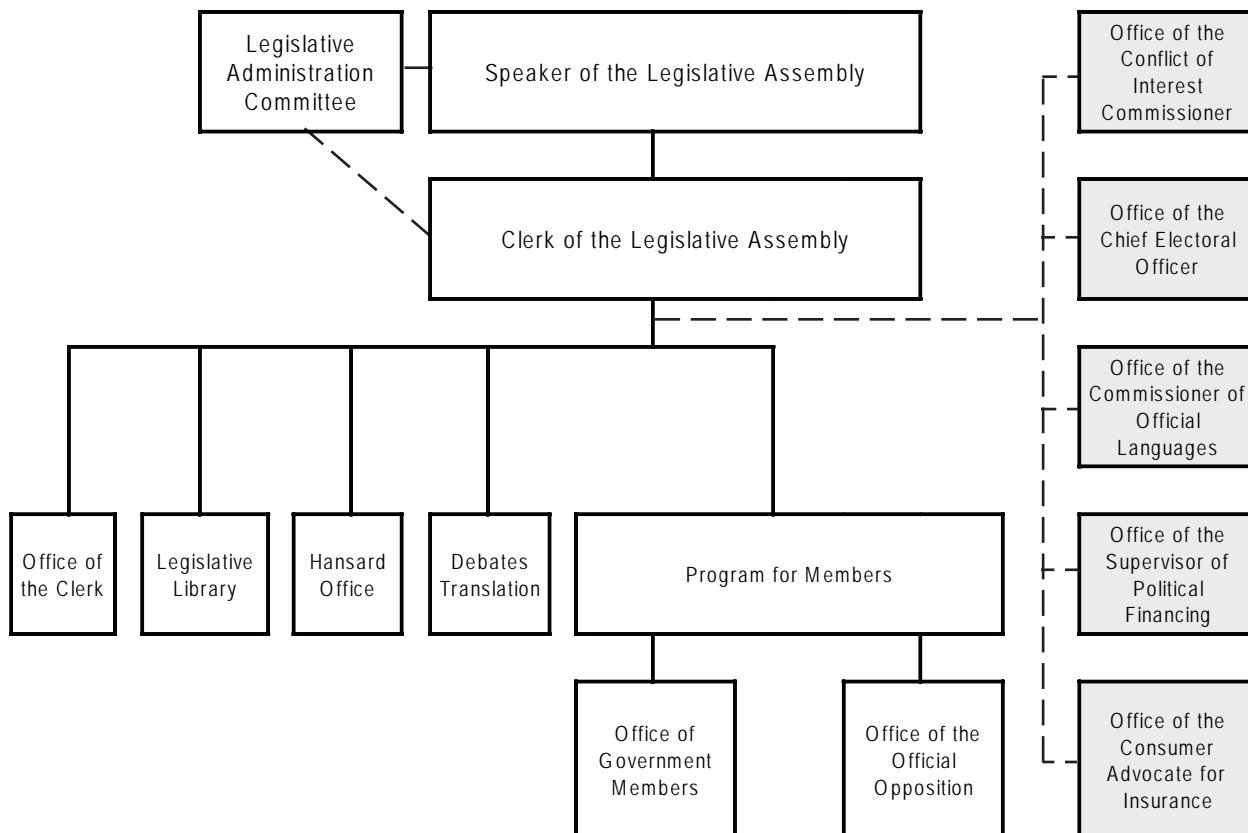 Legislative
Administration
Committee
Speaker of the Legislative Assembly
Office of the
Conflict of
Interest
Commissioner
Clerk of the Legislative Assembly
Office of the
Chief Electoral
Officer
Office of the
Commissioner of
Official
Languages
Office of
the Clerk
Legislative
Library
Hansard
Office
Debates
Translation
Program for Members
Office of the
Supervisor of
Political
Financing
Office of
Government
Members
Office of the
Official
Opposition
Office of the
Consumer
Advocate for
Insurance